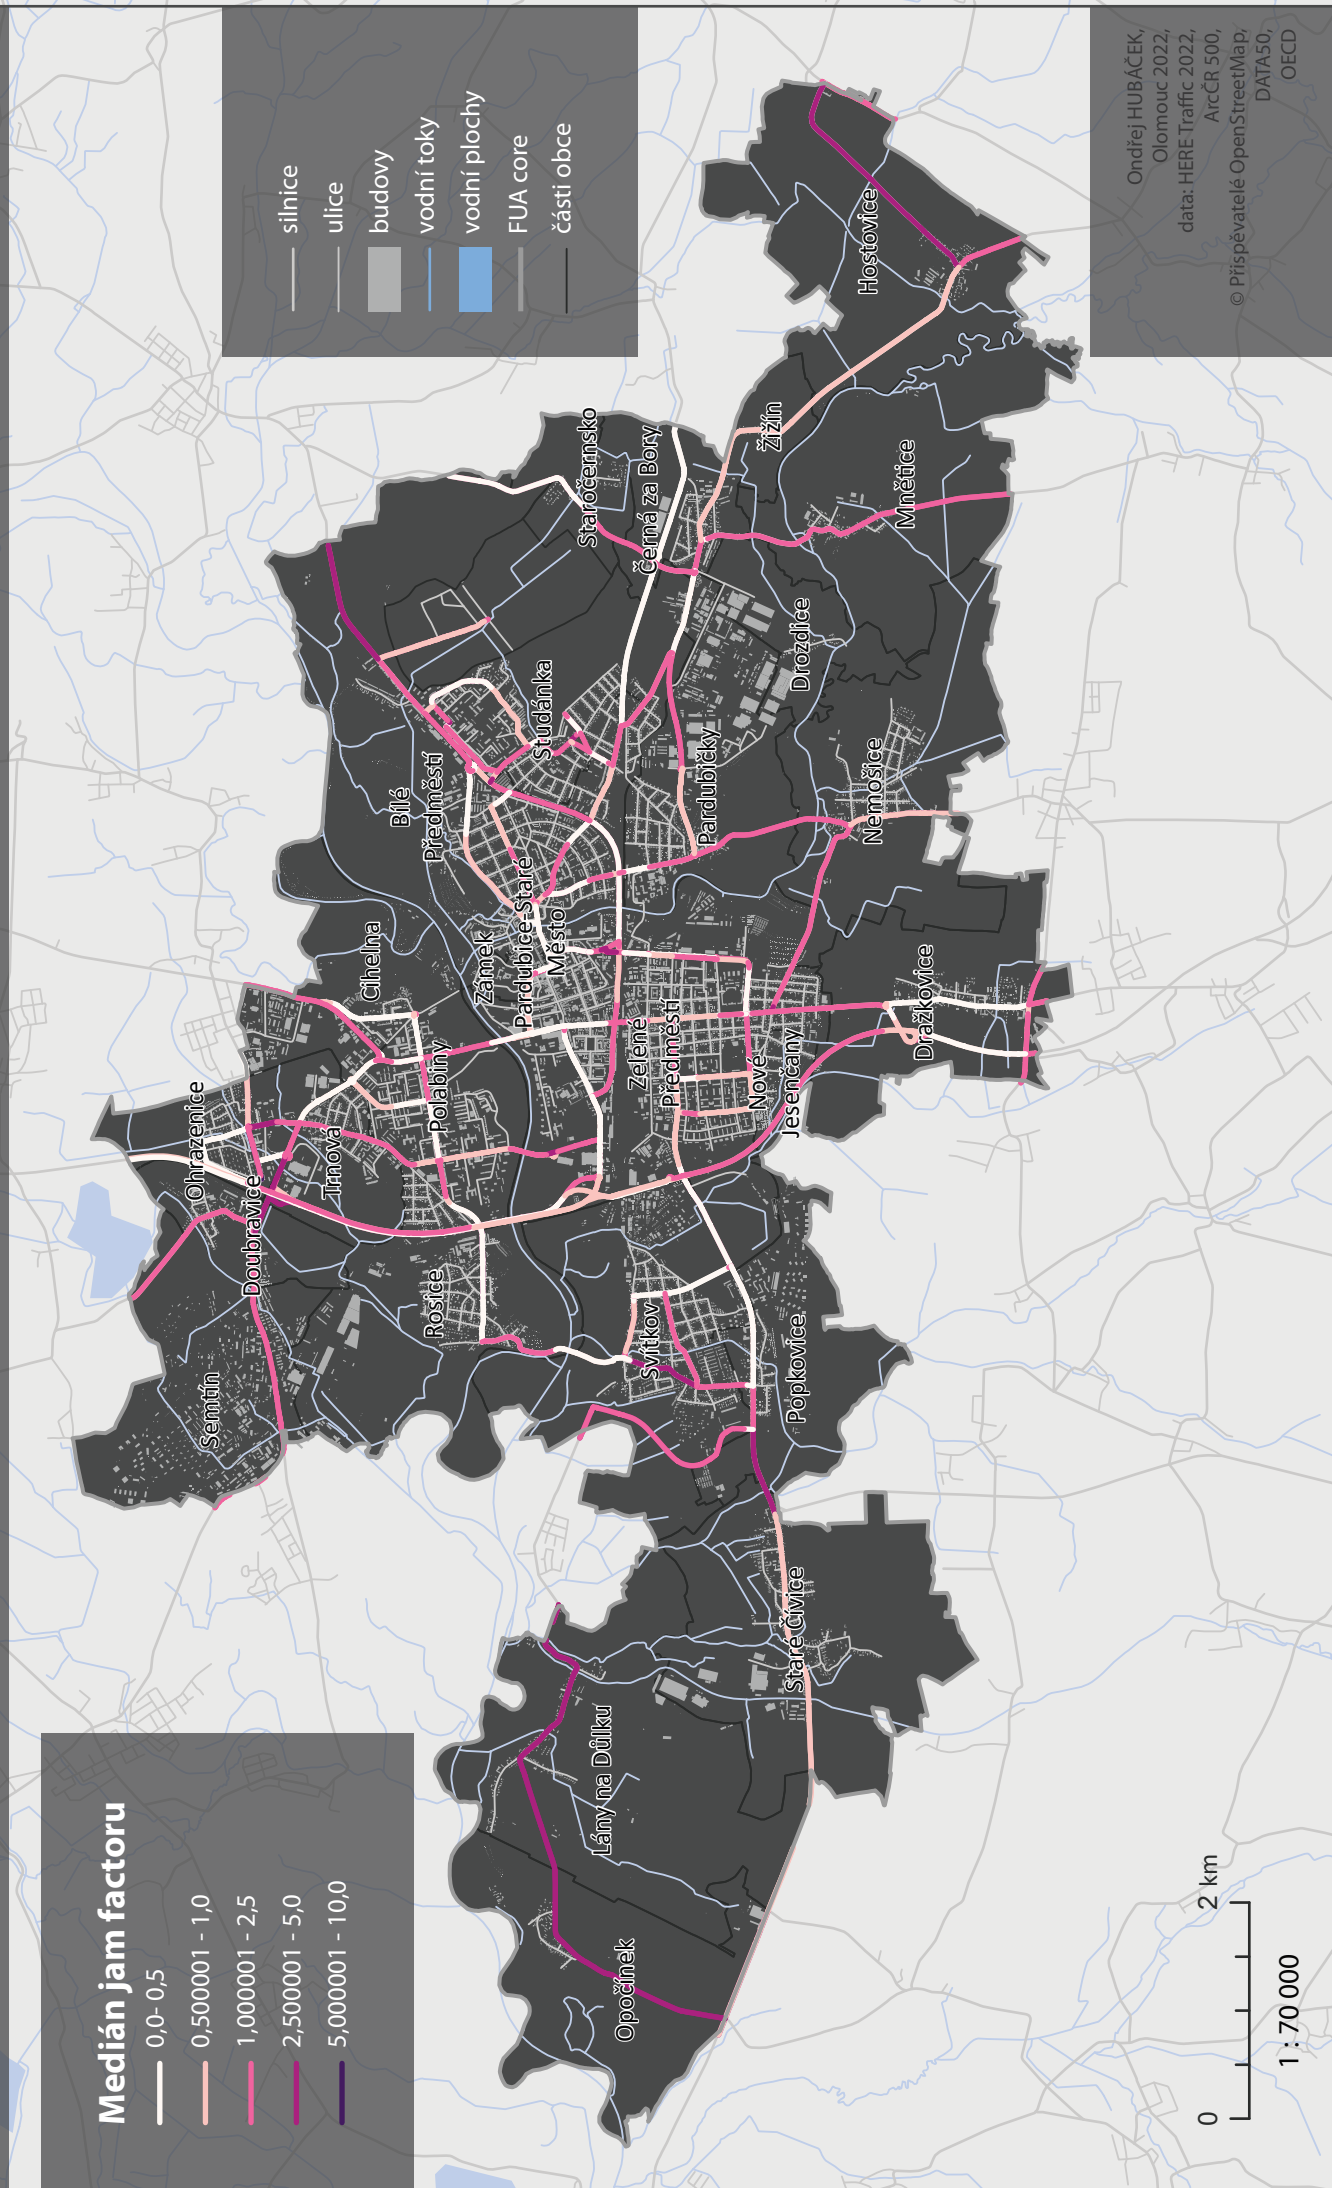 Medián jam factoru
0,0- 0,5
0,500001 - 1,0
1,000001 - 2,5
2,500001 - 5,0
5,000001 - 10,0
silnice
ulice
budovy
vodní toky
vodní plochy
FUA core
části obce
Semtín
Doubravice
Ohrazenice
Trnová
Rosice
Polabiny
Cihelna
Bílé
Předměstí
Zámek
Pardubice-Staré
Město
Studánka
Staročernsko
Černá za Bory
Opočínek
Lány na Důlku
Svítkov
Zelené
Předměstí
Nové
Jesenčany
Pardubičky
Žižín
Staré Čívice
Popkovice
Drozdice
Hostovice
Nemošice
Mnětice
Dražkovice
0
2 km
1 : 70 000
Ondřej HUBÁČEK,
Olomouc 2022,
data: HERE Traffic 2022,
ArcČR 500,
© Přispěvatelé OpenStreetMap,
DATA50,
OECD